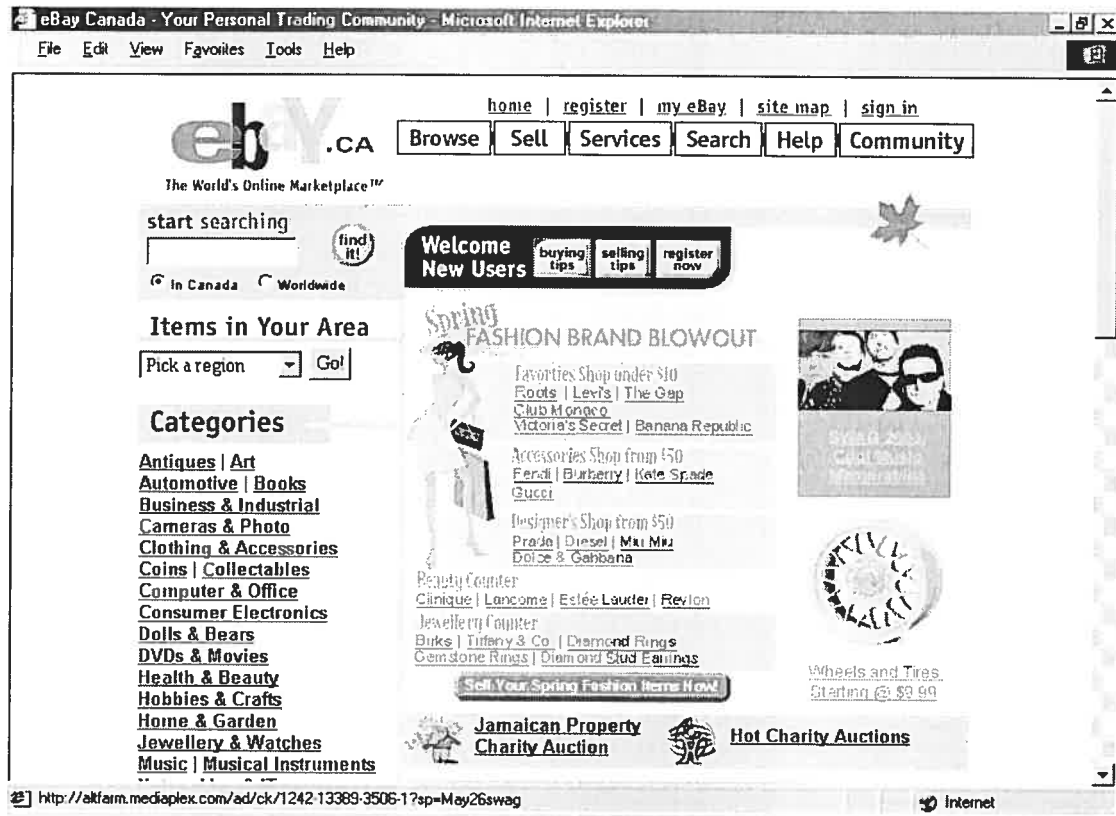 eBay Canada - Your Personal Trading Community - Microsoft Internet Explorer
File Edit View Favorites Tools Help
home | register | my eBay | site map | sign in
ebaY.CA
Browse Sell Services Search Help Community
The World's Online Marketplace™
start searching
find it!
In Canada Worldwide
Welcome
New Users
buying tips
selling tips
register now
Items in Your Area
Pick a region Go!
Categories
Antiques | Art
Automotive | Books
Business & Industrial
Cameras & Photo
Clothing & Accessories
Coins | Collectables
Computer & Office
Consumer Electronics
Dolls & Bears
DVDs & Movies
Health & Beauty
Hobbies & Crafts
Home & Garden
Jewellery & Watches
Music | Musical Instruments
Spring
FASHION BRAND BLOWOUT
Favorties Shop under $10
Roots | Levi's | The Gap
Club Monaco
Victoria's Secret | Banana Republic
Accessories Shop from $50
Fendi | Burberry | Kate Spade
Gucci
Designer's Shop from $50
Prada | Diesel | Miu Miu
Dolce & Gabbana
Beauty Counter
Clinique | Lancome | Estée Lauder | Revlon
Jewellery Counter
Birks | Tiffany & Co. | Diamond Rings
Gemstone Rings | Diamond Stud Earrings
Sell Your Spring Fashion Items Now!
Wheels and Tires
Starting @ $9.99
Jamaican Property
Charity Auction
Hot Charity Auctions
http://altfarm.mediaplex.com/ad/ck/1242-13389-3506-1?sp=May26swag
Internet